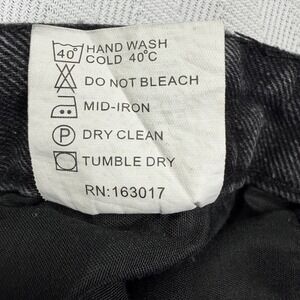 40° HAND WASH
COLD 40°C
DO NOT BLEACH
MID-IRON
P DRY CLEAN
TUMBLE DRY
RN:163017